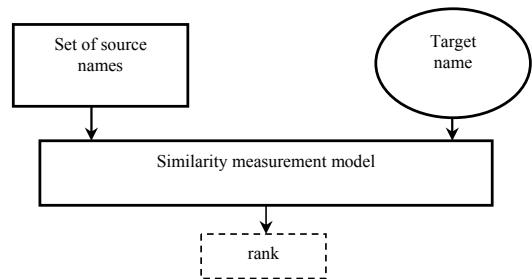 Set of source
names
Target
name
Similarity measurement model
rank